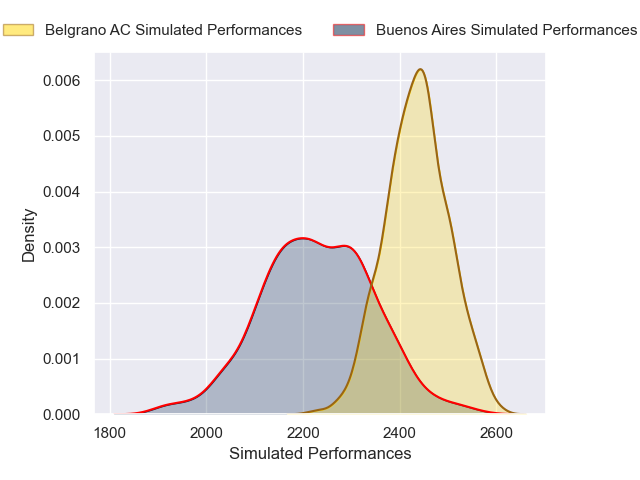 Belgrano AC Simulated Performances Buenos Aires Simulated Performances
0.006
0.005
0.004
0.003
0.002
0.001
0.000
Density
1800 2000 2200 2400 2600
Simulated Performances